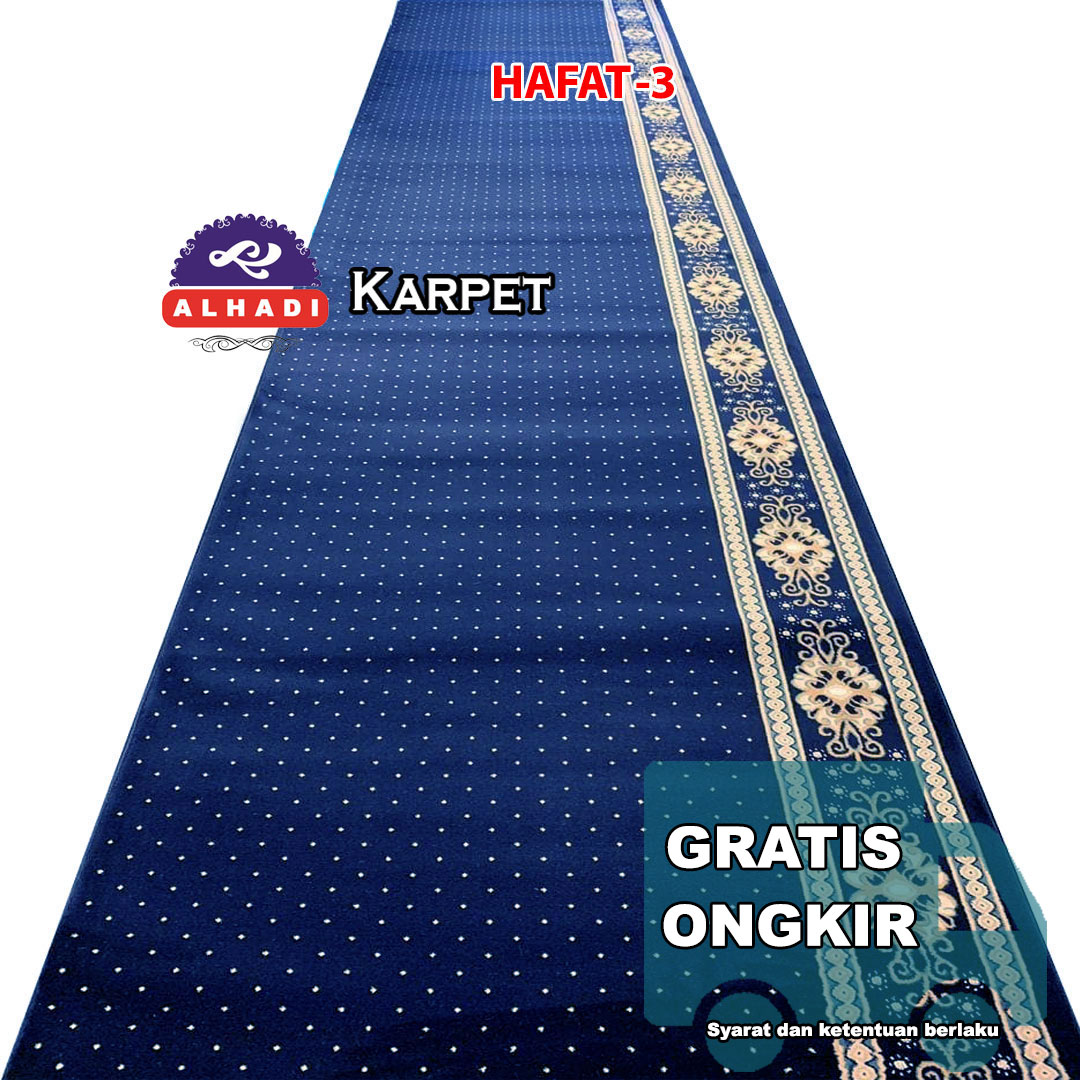 HAFAT-3
ALHADI
KARPET
GRATIS
ONGKIR
Syarat dan ketentuan berlaku